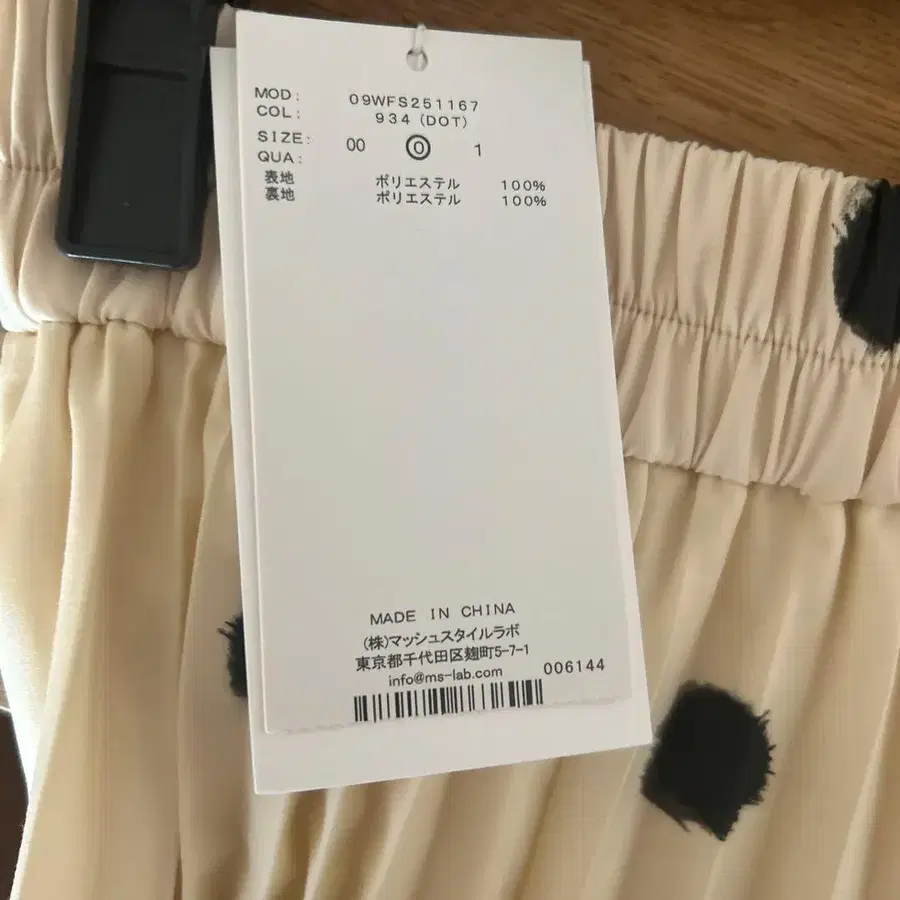 MOD: 09WFS251167
COL: 934 (DOT)
SIZE: 00 0 1
QUA:
表地 ポリエステル 100%
裏地 ポリエステル 100%
MADE IN CHINA
(株)マッシュスタイルラボ
東京都千代田区麹町5-7-1
info@ms-lab.com 006144